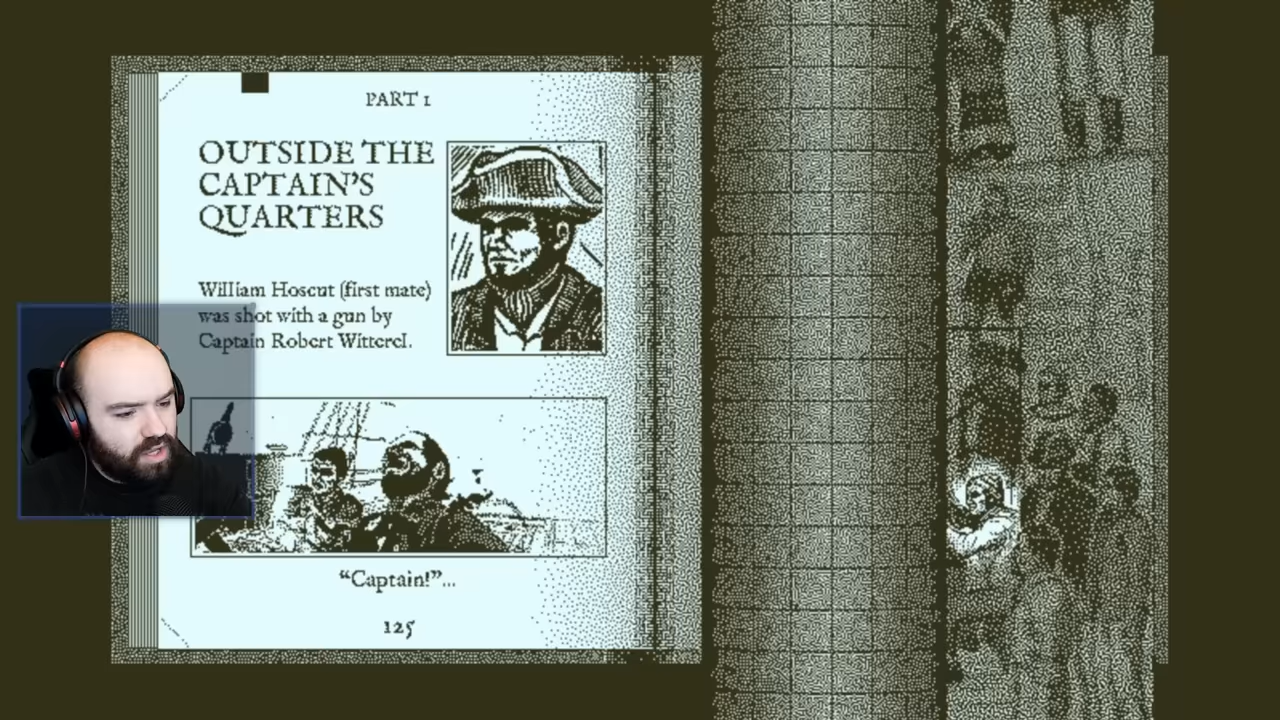 PART 1
OUTSIDE THE
CAPTAIN'S
QUARTERS
William Hoscut (first mate)
was shot with a gun by
Captain Robert Witterel.
“Captain!”...
125